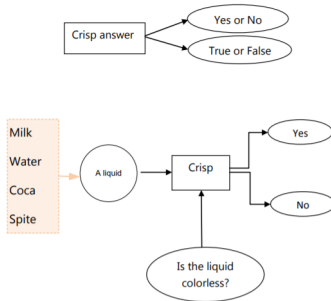 Yes or No
Crisp answer
True or False
Milk
Water
Coca
Spite
A liquid
Crisp
Yes
No
Is the liquid
colorless?